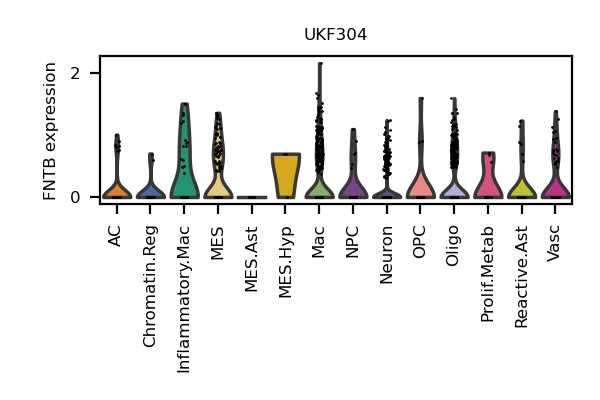 UKF304
FNTB expression
2
0
AC
Chromatin.Reg
Inflammatory.Mac
MES
MES.Ast
MES.Hyp
Mac
NPC
Neuron
OPC
Oligo
Prolif.Metab
Reactive.Ast
Vasc